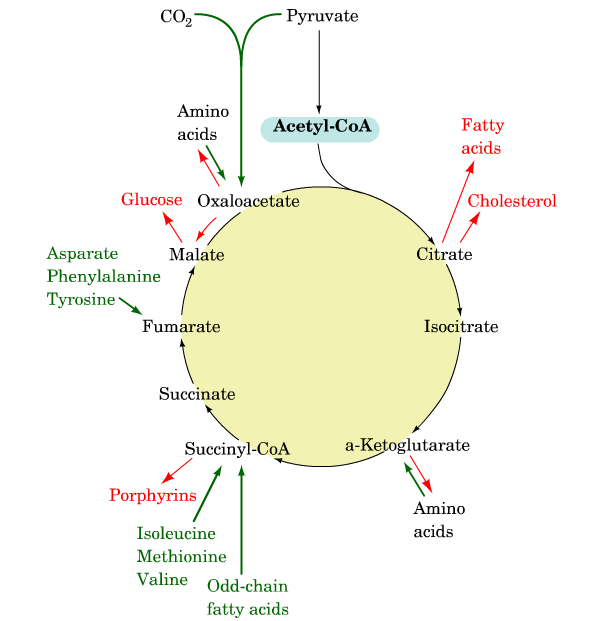 CO2
Pyruvate
Amino
acids
Acetyl-CoA
Fatty
acids
Glucose
Oxaloacetate
Cholesterol
Asparate
Phenylalanine
Tyrosine
Malate
Citrate
Fumarate
Isocitrate
Succinate
Succinyl-CoA
a-Ketoglutarate
Porphyrins
Amino
acids
Isoleucine
Methionine
Valine
Odd-chain
fatty acids